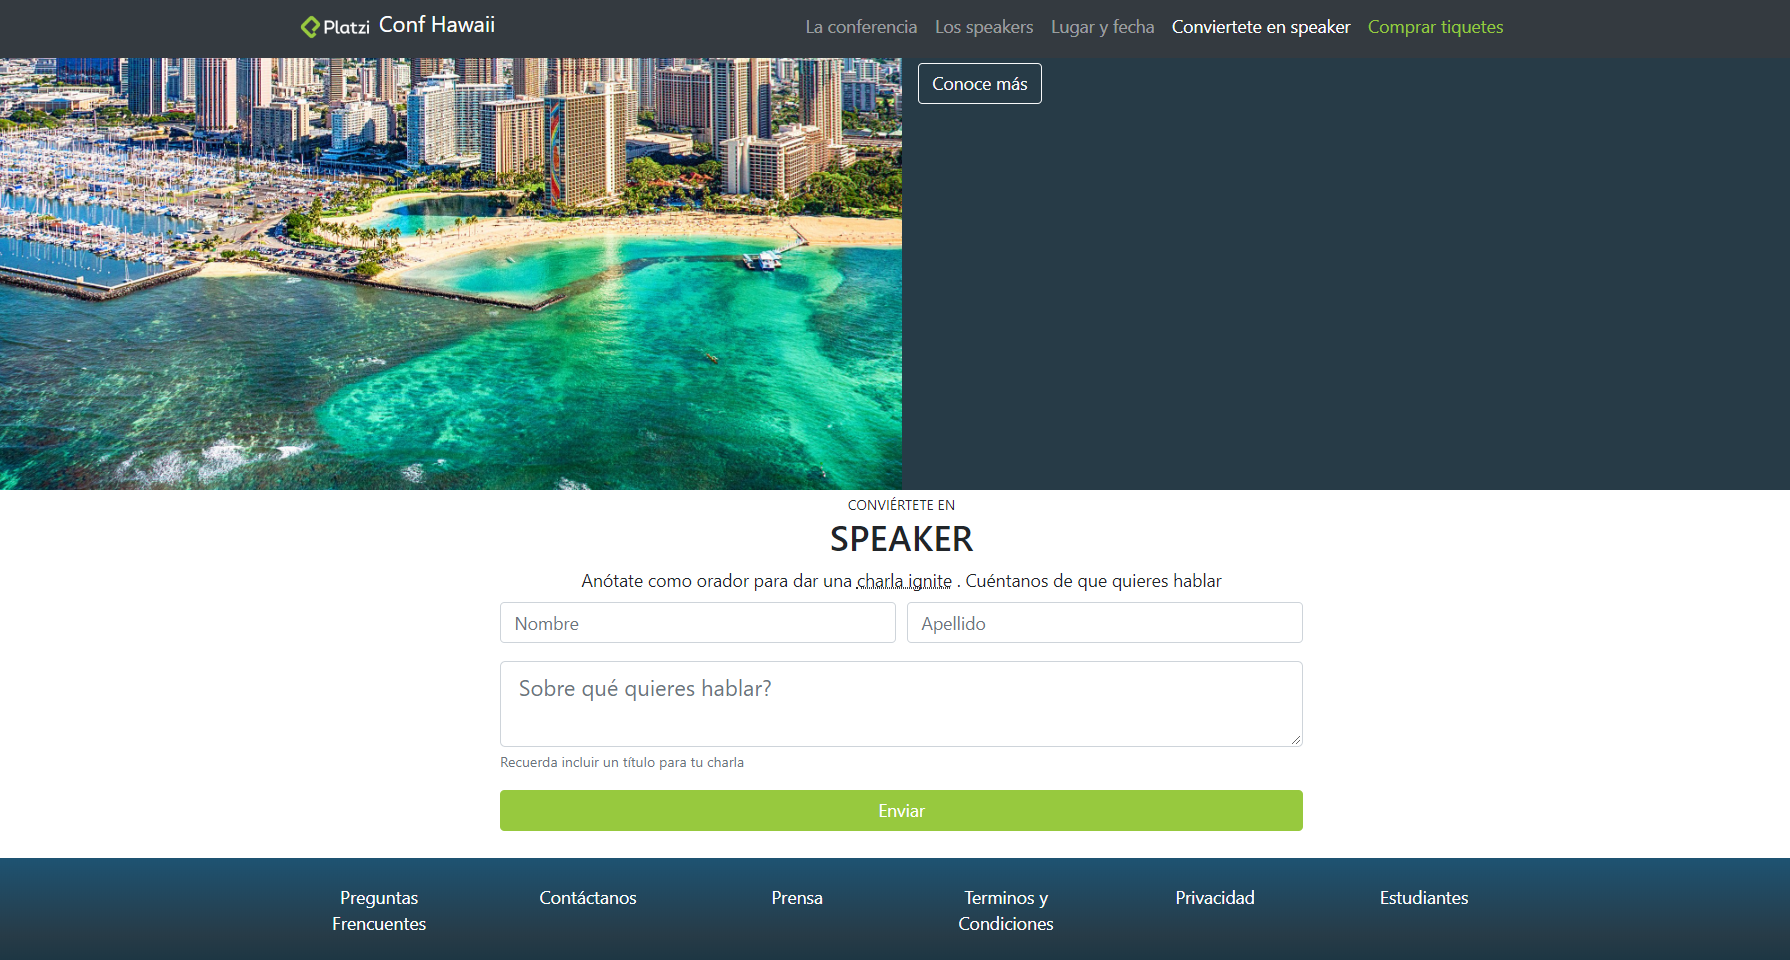 Platzi Conf Hawaii
La conferencia Los speakers Lugar y fecha Conviertete en speaker Comprar tiquetes
Conoce más
CONVIÉRTETE EN
SPEAKER
Anótate como orador para dar una charla ignite . Cuéntanos de que quieres hablar
Nombre Apellido
Sobre qué quieres hablar?
Recuerda incluir un título para tu charla
Enviar
Preguntas Frencuentes
Contáctanos
Prensa
Terminos y Condiciones
Privacidad
Estudiantes